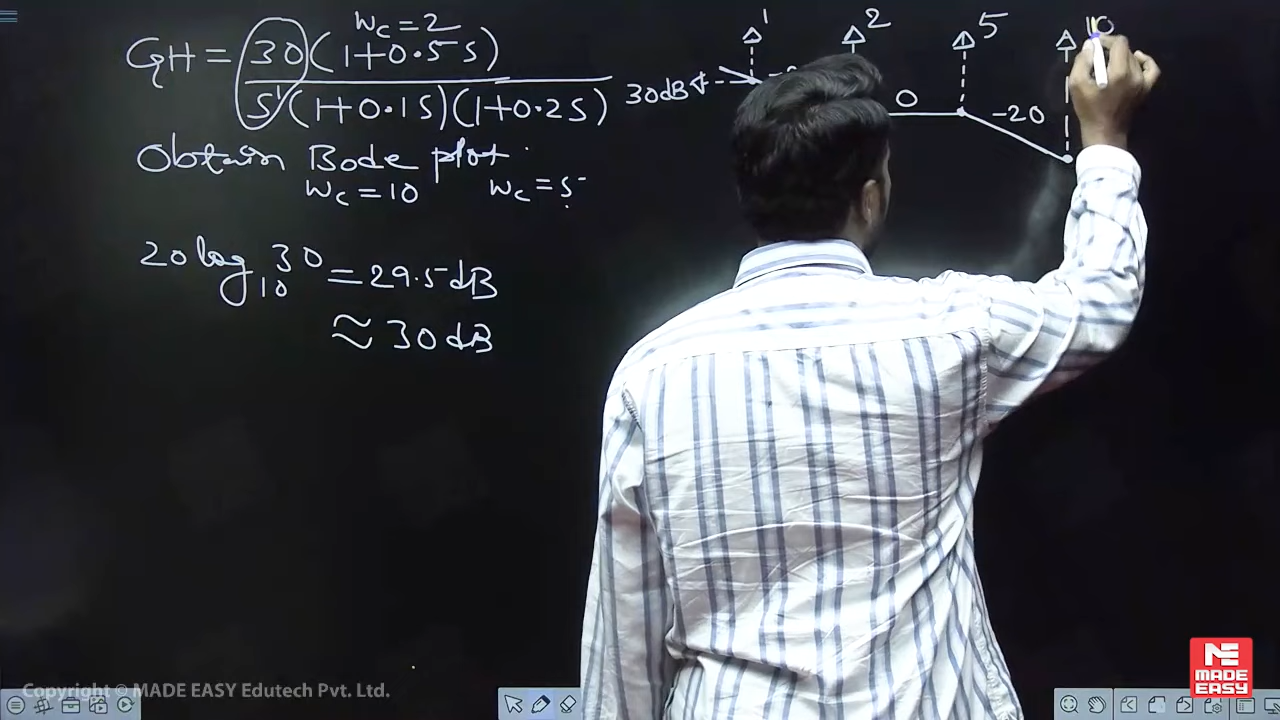 GH = 30 (1+0.5s)
Wc = 2
s¹ (1+0.1s)(1+0.2s)
Obtain Bode plot
Wc = 10 Wc = 5
20 log₁₀ 30 = 29.5 dB
≈ 30 dB
1 2 5 10
30dB
0
-20
Copyright © MADE EASY Edutech Pvt. Ltd.
ME
MADE
EASY